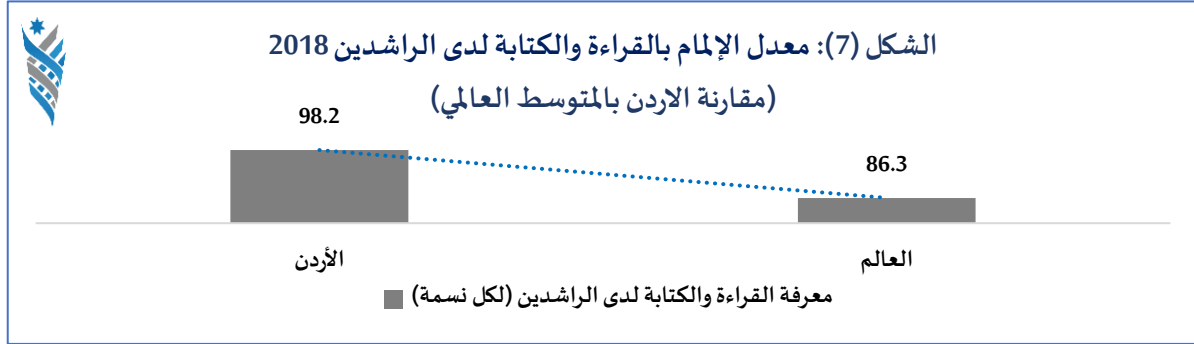 الشكل (7): معدل الإلمام بالقراءة والكتابة لدى الراشدين 2018
(مقارنة الاردن بالمتوسط العالمي)
98.2
86.3
الأردن
العالم
معرفة القراءة والكتابة لدى الراشدين (لكل نسمة)